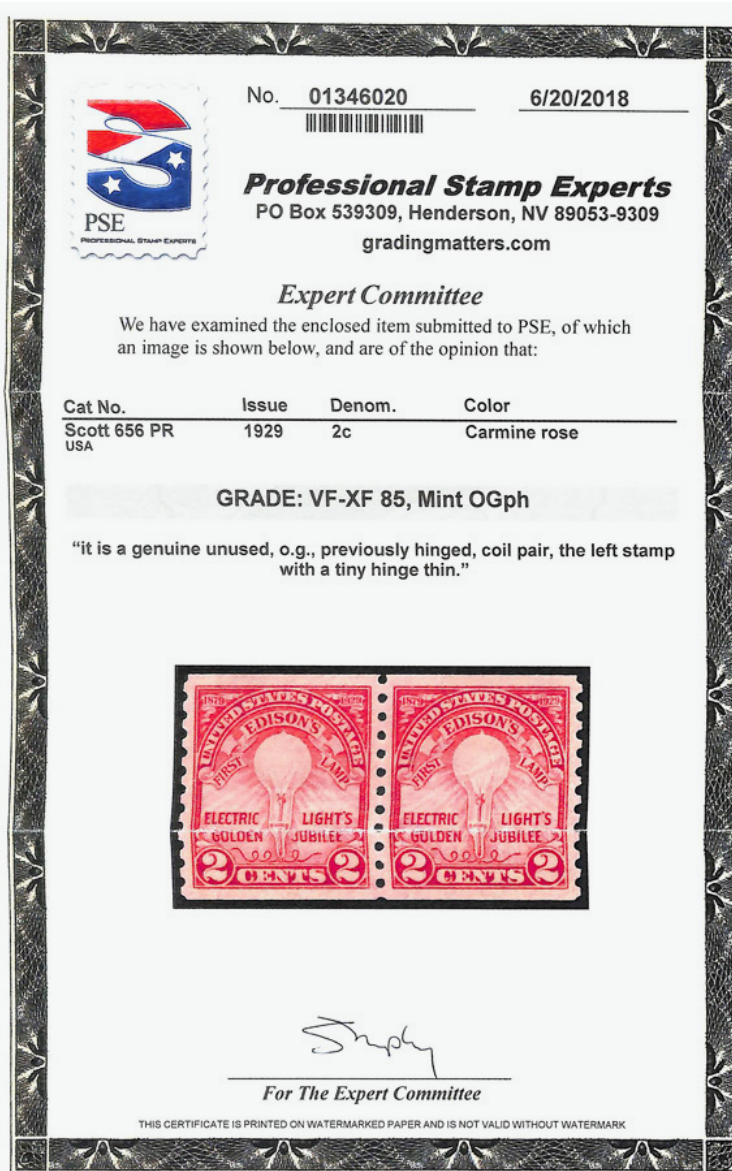 No. 01346020 6/20/2018
PSE
PROFESSIONAL STAMP EXPERTS
Professional Stamp Experts
PO Box 539309, Henderson, NV 89053-9309
gradingmatters.com
Expert Committee
We have examined the enclosed item submitted to PSE, of which
an image is shown below, and are of the opinion that:
Cat No. Issue Denom. Color
Scott 656 PR 1929 2c Carmine rose
USA
GRADE: VF-XF 85, Mint OGph
“it is a genuine unused, o.g., previously hinged, coil pair, the left stamp
with a tiny hinge thin.”
1879 1929 1879 1929
UNITED STATES POSTAGE UNITED STATES POSTAGE
EDISON'S EDISON'S
FIRST LAMP FIRST LAMP
ELECTRIC LIGHT'S ELECTRIC LIGHT'S
GOLDEN JUBILEE GOLDEN JUBILEE
2 CENTS 2 2 CENTS 2
For The Expert Committee
THIS CERTIFICATE IS PRINTED ON WATERMARKED PAPER AND IS NOT VALID WITHOUT WATERMARK